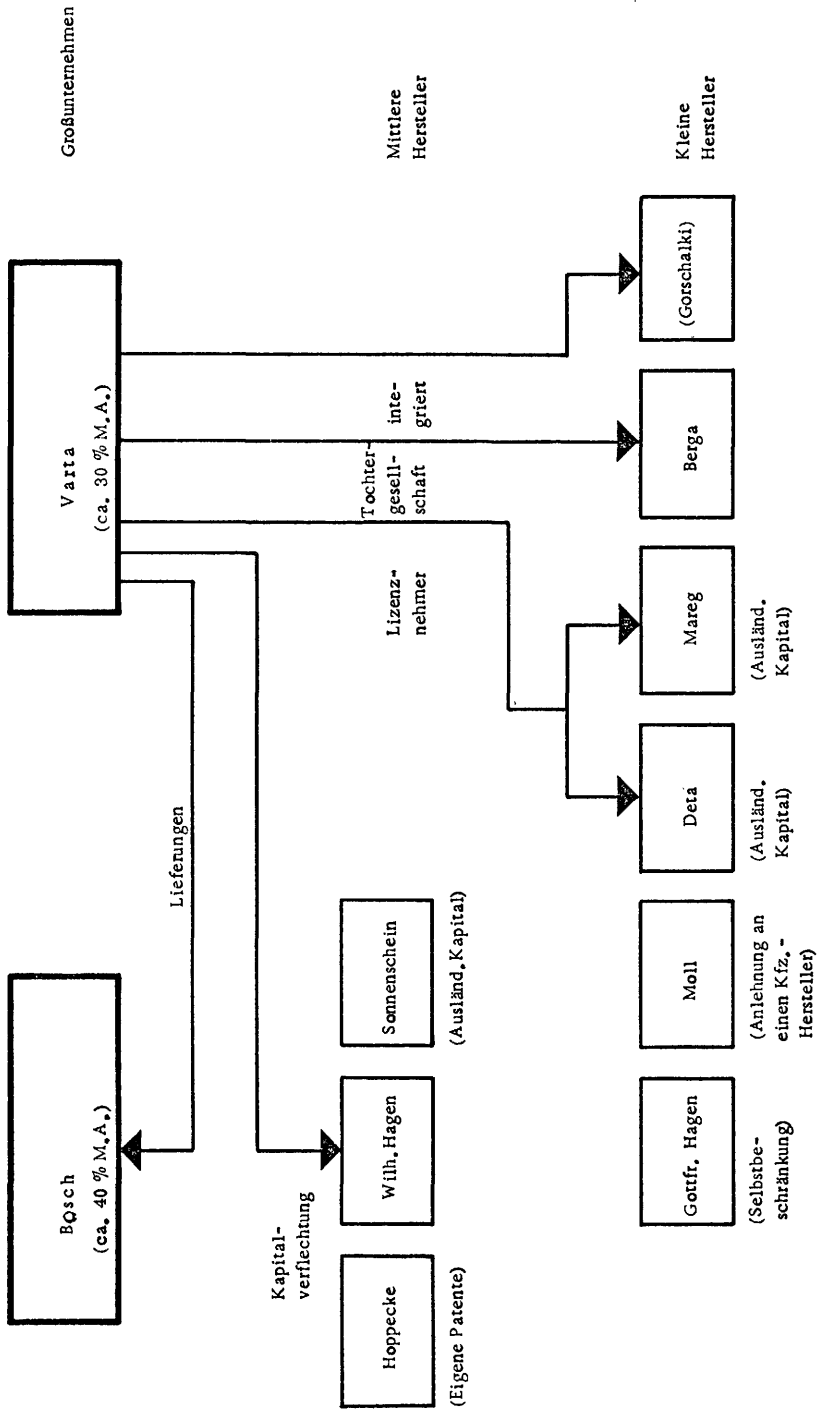 Großunternehmen
Bosch
(ca. 40 % M.A.)
Varta
(ca. 30 % M.A.)
Lieferungen
Kapital-
verflechtung
Lizenz-
nehmer
Tochter-
gesell-
schaft
inte-
griert
Mittlere
Hersteller
Hoppecke
(Eigene Patente)
Wilh. Hagen
Sonnenschein
(Ausländ. Kapital)
Kleine
Hersteller
Gottfr. Hagen
(Selbstbe-
schränkung)
Moll
(Anlehnung an
einen Kfz.-
Hersteller)
Deta
(Ausländ.
Kapital)
Mareg
(Ausländ.
Kapital)
Berga
(Gorschalki)